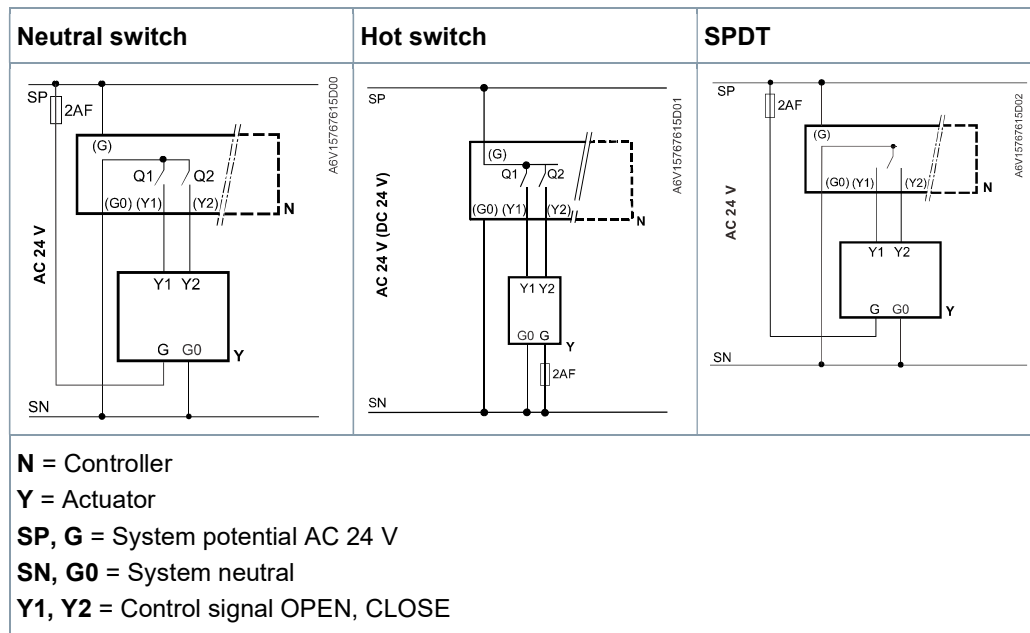 Neutral switch
Hot switch
SPDT
SP
2AF
A6V15767615D00
(G)
Q1 Q2
(G0) (Y1) (Y2)
N
AC 24 V
Y1 Y2
G G0
Y
SN
SP
A6V15767615D01
(G)
Q1 Q2
(G0) (Y1) (Y2)
N
AC 24 V (DC 24 V)
Y1 Y2
G0 G
Y
2AF
SN
SP
2AF
A6V15767615D02
(G)
(G0) (Y1) (Y2)
N
AC 24 V
Y1 Y2
G G0
Y
SN
N = Controller
Y = Actuator
SP, G = System potential AC 24 V
SN, G0 = System neutral
Y1, Y2 = Control signal OPEN, CLOSE